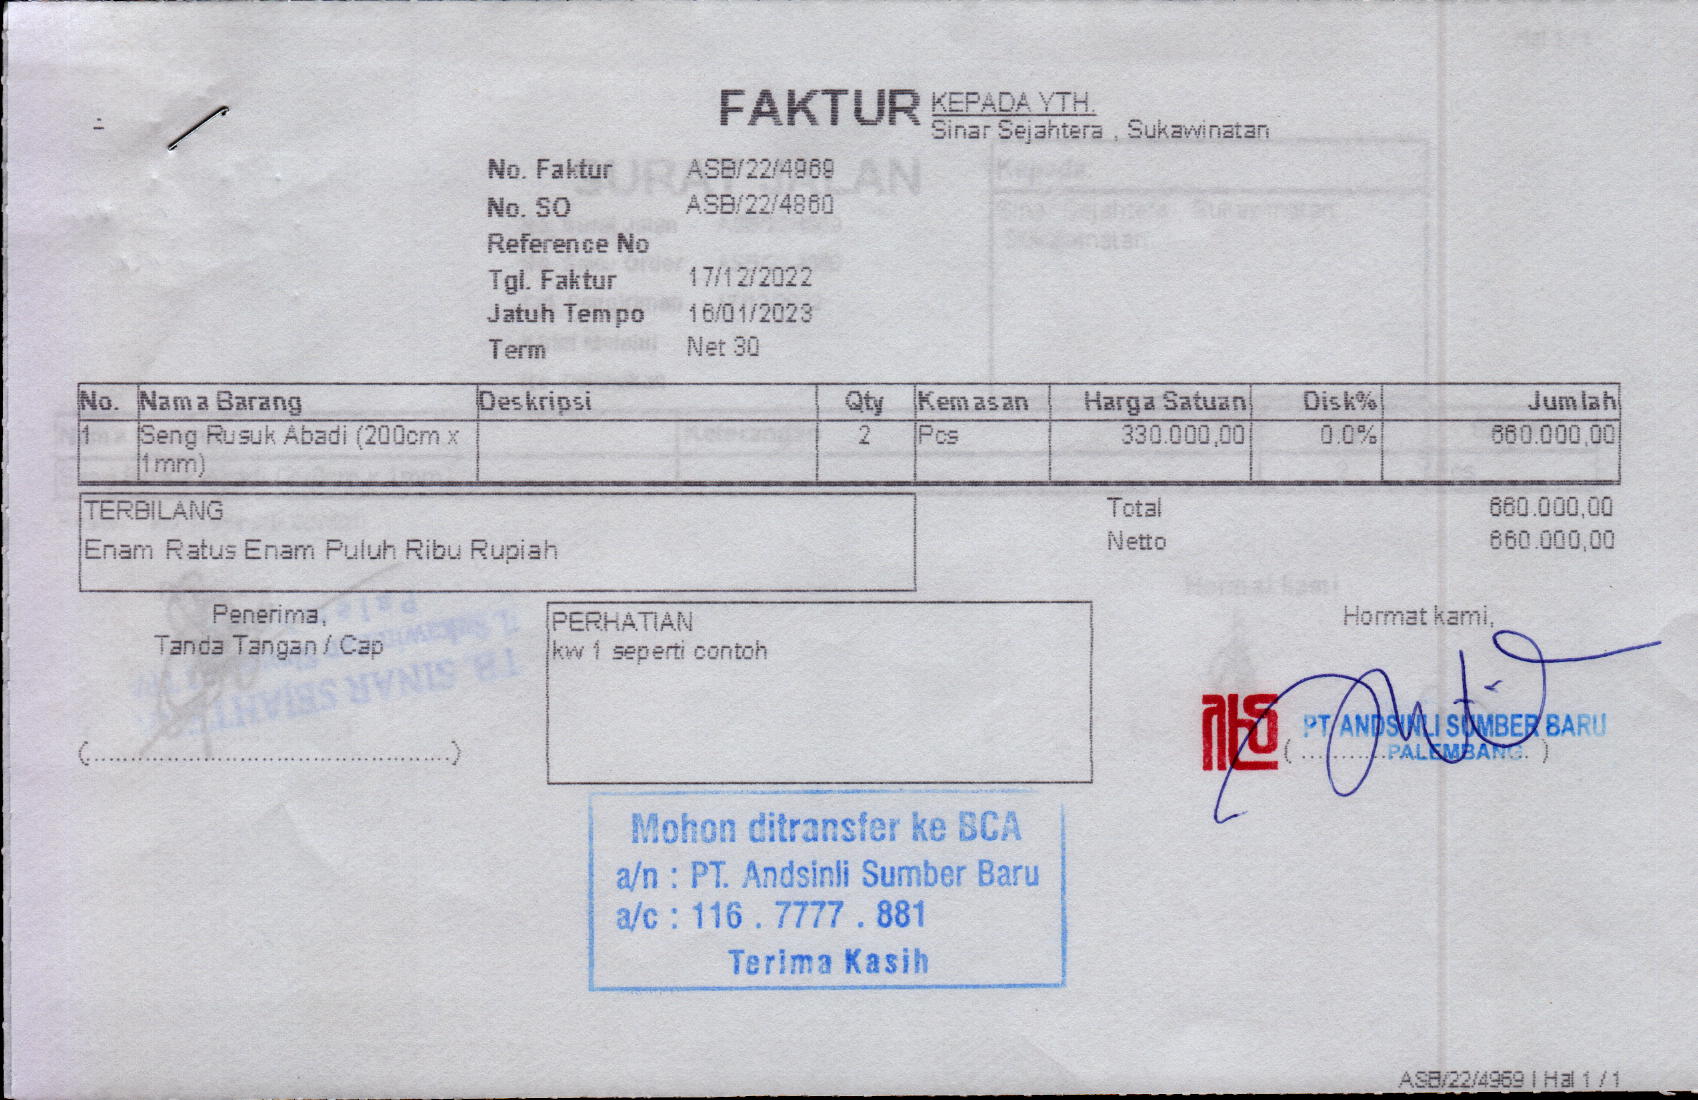 FAKTUR
KEPADA YTH.
Sinar Sejahtera , Sukawinatan
No. Faktur ASB/22/4969
No. SO ASB/22/4860
Reference No
Tgl. Faktur 17/12/2022
Jatuh Tempo 16/01/2023
Term Net 30
No. Nama Barang Deskripsi Qty Kemasan Harga Satuan Disk% Jumlah
1 Seng Rusuk Abadi (200cm x 2 Pcs 330.000,00 0.0% 660.000,00
1mm)
TERBILANG
Enam Ratus Enam Puluh Ribu Rupiah
Total 660.000,00
Netto 660.000,00
Penerima,
Tanda Tangan / Cap
(................................................)
PERHATIAN
kw 1 seperti contoh
Hormat kami,
PT. ANDSINLI SUMBER BARU
PALEMBANG
Mohon ditransfer ke BCA
a/n : PT. Andsinli Sumber Baru
a/c : 116 . 7777 . 881
Terima Kasih
ASB/22/4969 | Hal 1 / 1